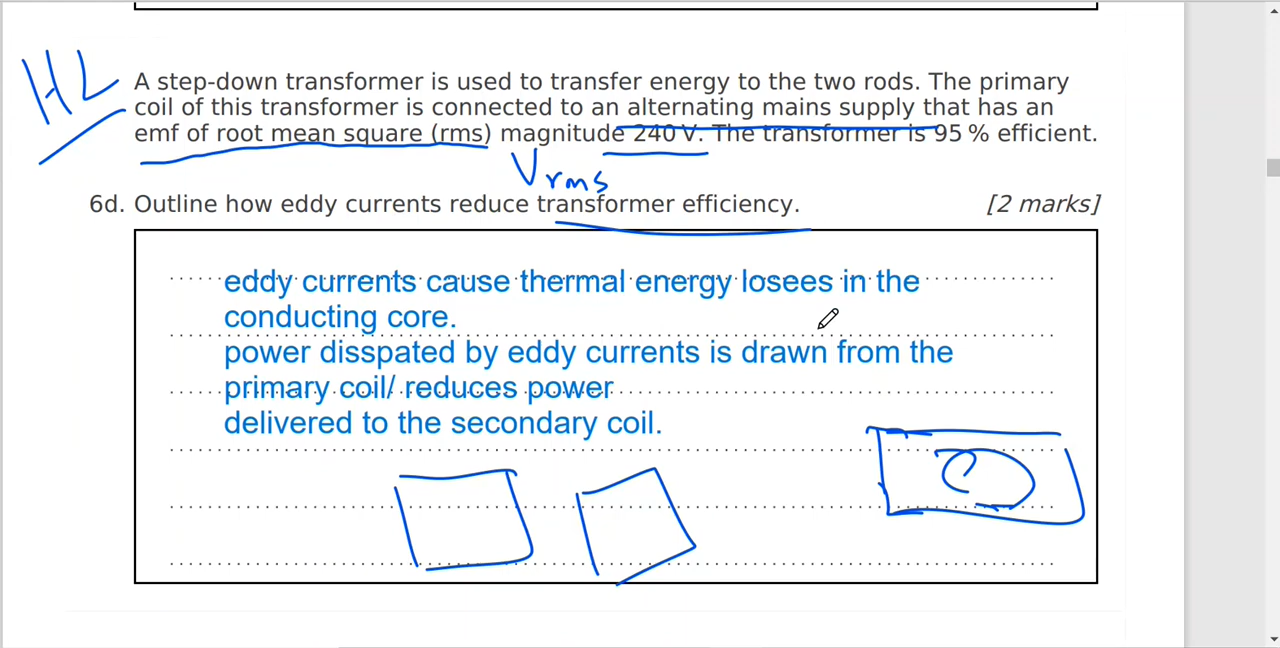 HL
A step-down transformer is used to transfer energy to the two rods. The primary
coil of this transformer is connected to an alternating mains supply that has an
emf of root mean square (rms) magnitude 240 V. The transformer is 95 % efficient.
Vrms
6d. Outline how eddy currents reduce transformer efficiency. [2 marks]
eddy currents cause thermal energy losees in the
conducting core.
power disspated by eddy currents is drawn from the
primary coil/ reduces power
delivered to the secondary coil.